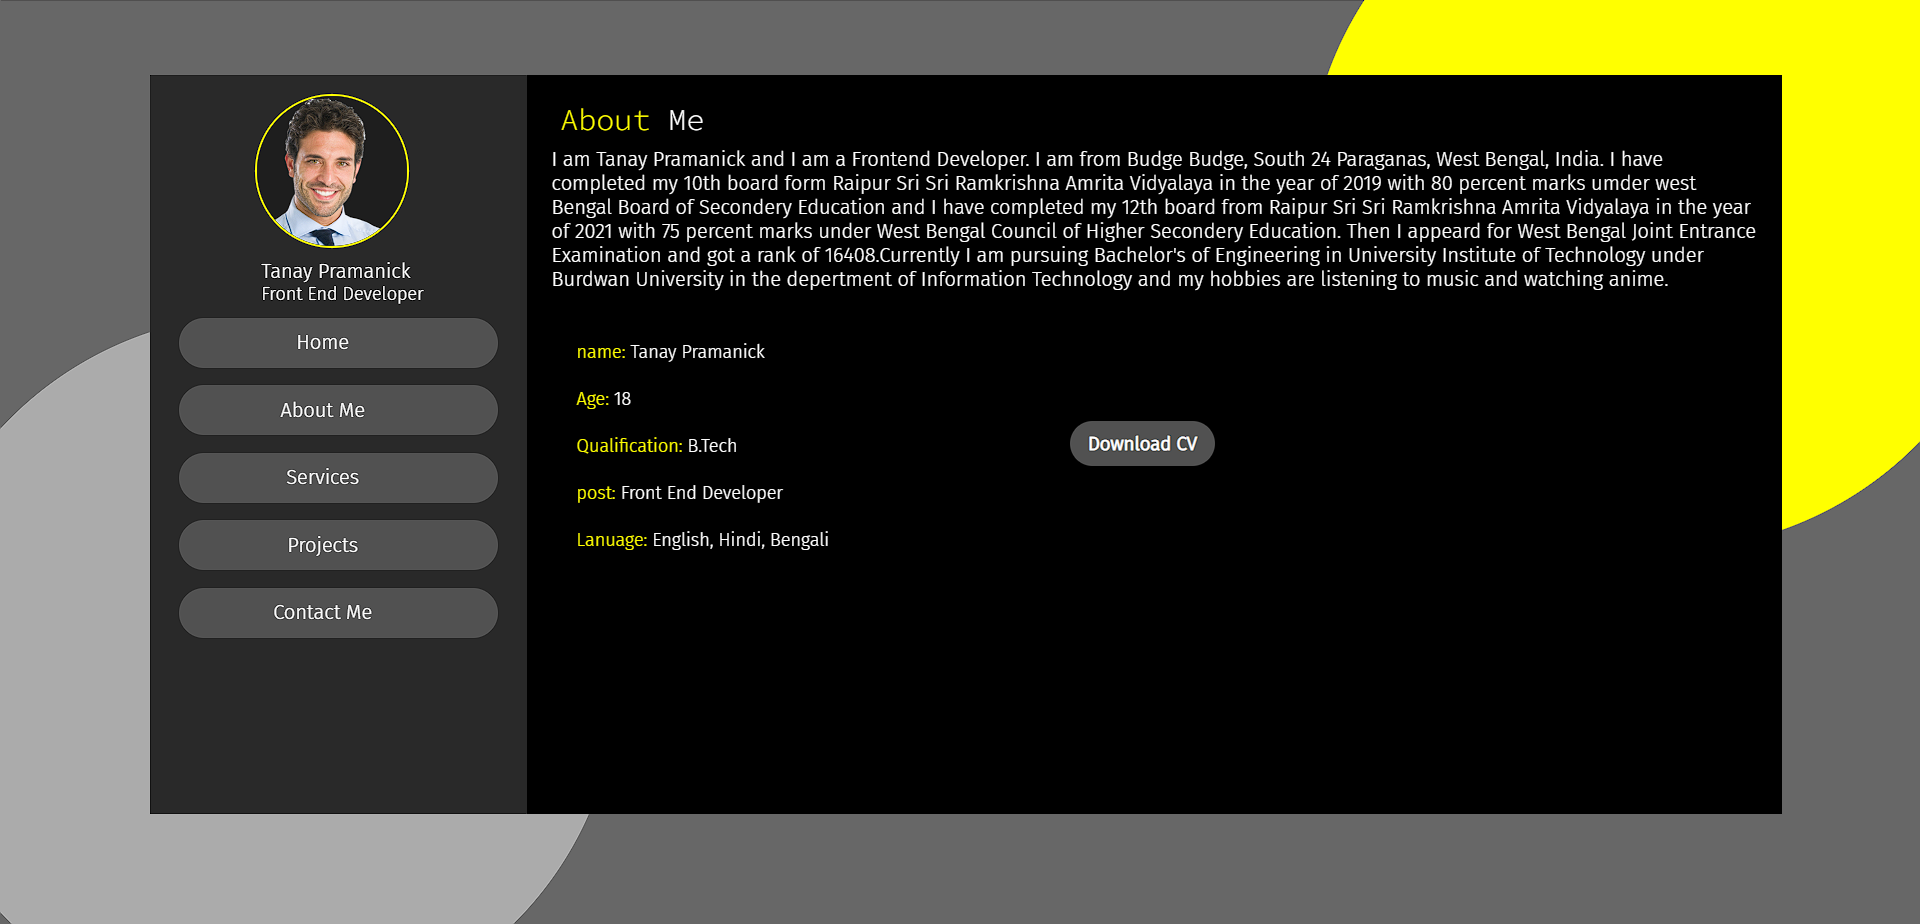 Tanay Pramanick
Front End Developer
Home
About Me
Services
Projects
Contact Me
About Me
I am Tanay Pramanick and I am a Frontend Developer. I am from Budge Budge, South 24 Paraganas, West Bengal, India. I have
completed my 10th board form Raipur Sri Sri Ramkrishna Amrita Vidyalaya in the year of 2019 with 80 percent marks umder west
Bengal Board of Secondery Education and I have completed my 12th board from Raipur Sri Sri Ramkrishna Amrita Vidyalaya in the year
of 2021 with 75 percent marks under West Bengal Council of Higher Secondery Education. Then I appeard for West Bengal Joint Entrance
Examination and got a rank of 16408.Currently I am pursuing Bachelor's of Engineering in University Institute of Technology under
Burdwan University in the depertment of Information Technology and my hobbies are listening to music and watching anime.
name: Tanay Pramanick
Age: 18
Qualification: B.Tech
post: Front End Developer
Lanuage: English, Hindi, Bengali
Download CV